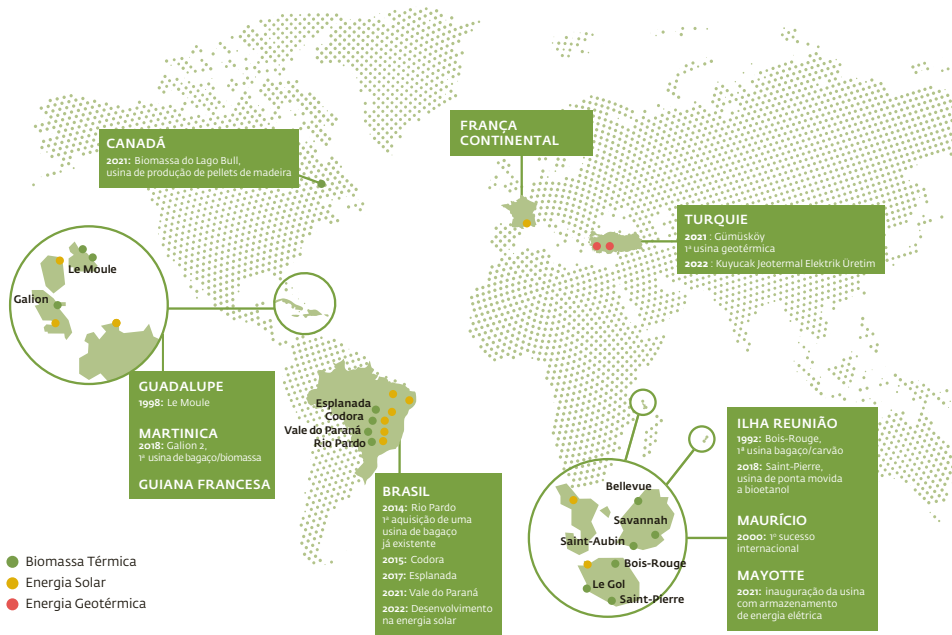 CANADÁ
2021: Biomassa do Lago Bull,
usina de produção de pellets de madeira
FRANÇA
CONTINENTAL
TURQUIE
2021 : Gümüsköy
1ª usina geotérmica
2022 : Kuyucak Jeotermal Elektrik Üretim
Le Moule
Galion
GUADALUPE
1998: Le Moule
MARTINICA
2018: Galion 2,
1ª usina de bagaço/biomassa
GUIANA FRANCESA
Esplanada
Codora
Vale do Paraná
Rio Pardo
BRASIL
2014: Rio Pardo
1ª aquisição de uma
usina de bagaço
já existente
2015: Codora
2017: Esplanada
2021: Vale do Paraná
2022: Desenvolvimento
na energia solar
Bellevue
Savannah
Saint-Aubin
Bois-Rouge
Le Gol
Saint-Pierre
ILHA REUNIÃO
1992: Bois-Rouge,
1ª usina bagaço/carvão
2018: Saint-Pierre,
usina de ponta movida
a bioetanol
MAURÍCIO
2000: 1º sucesso
internacional
MAYOTTE
2021: inauguração da usina
com armazenamento
de energia elétrica
Biomassa Térmica
Energia Solar
Energia Geotérmica